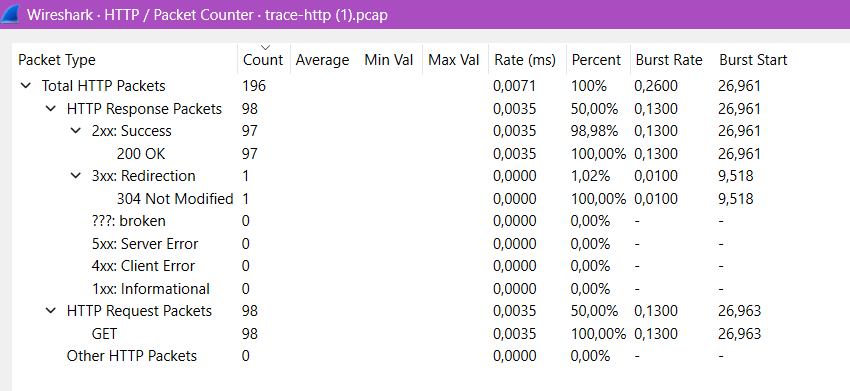 Wireshark · HTTP / Packet Counter · trace-http (1).pcap
Packet Type Count Average Min Val Max Val Rate (ms) Percent Burst Rate Burst Start
Total HTTP Packets 196 0,0071 100% 0,2600 26,961
HTTP Response Packets 98 0,0035 50,00% 0,1300 26,961
2xx: Success 97 0,0035 98,98% 0,1300 26,961
200 OK 97 0,0035 100,00% 0,1300 26,961
3xx: Redirection 1 0,0000 1,02% 0,0100 9,518
304 Not Modified 1 0,0000 100,00% 0,0100 9,518
???: broken 0 0,0000 0,00% - -
5xx: Server Error 0 0,0000 0,00% - -
4xx: Client Error 0 0,0000 0,00% - -
1xx: Informational 0 0,0000 0,00% - -
HTTP Request Packets 98 0,0035 50,00% 0,1300 26,963
GET 98 0,0035 100,00% 0,1300 26,963
Other HTTP Packets 0 0,0000 0,00% - -